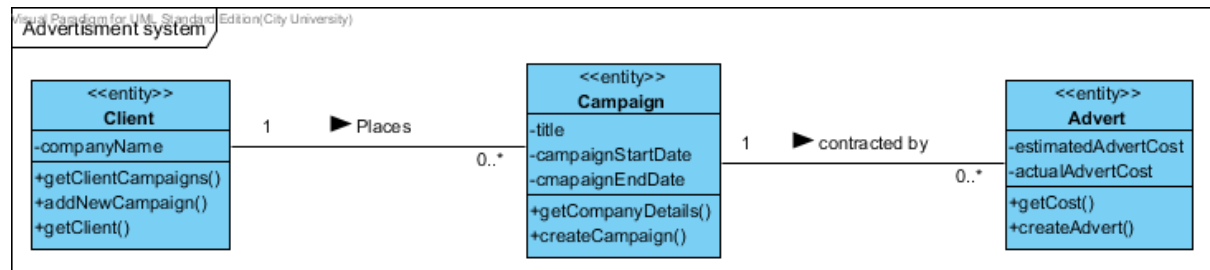 Visual Paradigm for UML Standard Edition(City University)
Advertisment system
<<entity>>
Client
-companyName
+getClientCampaigns()
+addNewCampaign()
+getClient()
1
Places
0..*
<<entity>>
Campaign
-title
-campaignStartDate
-cmapaignEndDate
+getCompanyDetails()
+createCampaign()
1
contracted by
0..*
<<entity>>
Advert
-estimatedAdvertCost
-actualAdvertCost
+getCost()
+createAdvert()